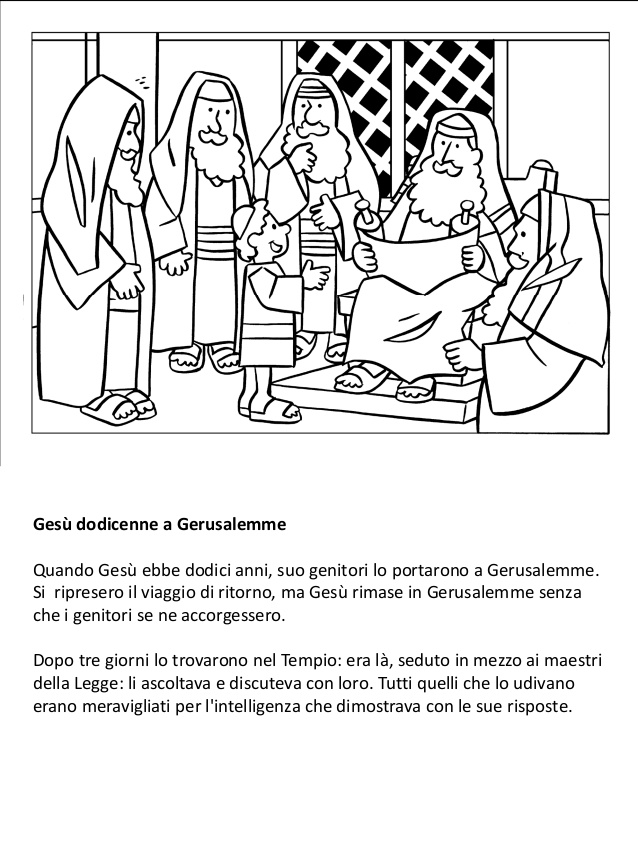 Gesù dodicenne a Gerusalemme
Quando Gesù ebbe dodici anni, suo genitori lo portarono a Gerusalemme.
Si  ripresero il viaggio di ritorno, ma Gesù rimase in Gerusalemme senza
che i genitori se ne accorgessero.
Dopo tre giorni lo trovarono nel Tempio: era là, seduto in mezzo ai maestri
della Legge: li ascoltava e discuteva con loro. Tutti quelli che lo udivano
erano meravigliati per l'intelligenza che dimostrava con le sue risposte.